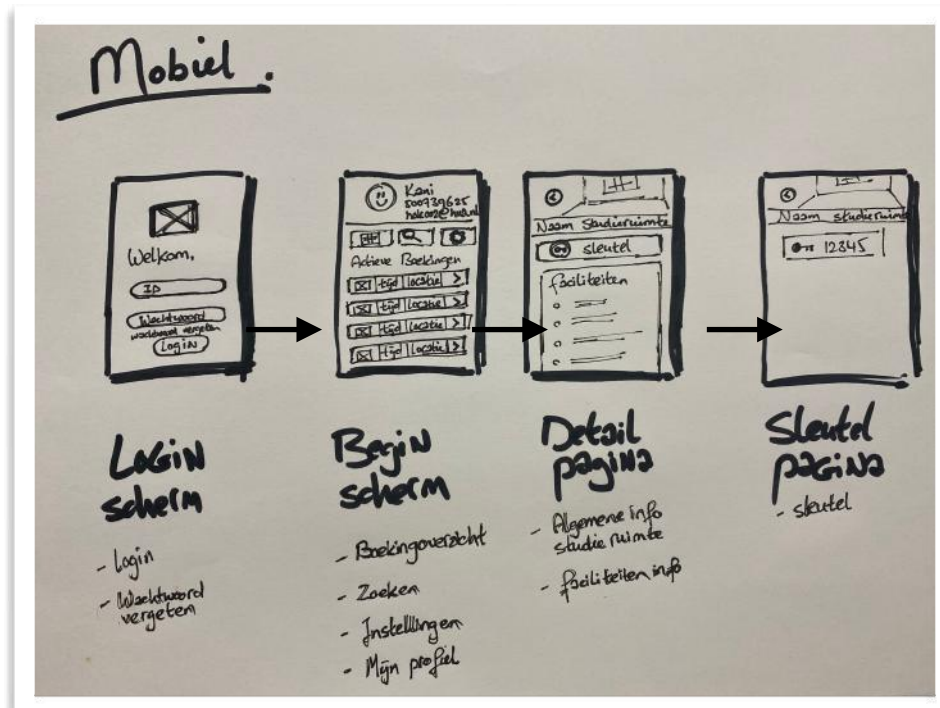 Mobiel.
Welkom,
ID
Wachtwoord
wachtwoord vergeten
Login
Kani
500739625
Actieve Boekingen
tijd locatie >
tijd locatie >
tijd locatie >
tijd locatie >
Naam Studieruimte
sleutel
faciliteiten
Naam studieruimte
12345
Login
scherm
- login
- Wachtwoord
vergeten
Begin
scherm
- Boekingoverzicht
- Zoeken
- Instellingen
- Mijn profiel
Detail
pagina
- Algemene info
studie ruimte
- faciliteiten info
Sleutel
pagina
- sleutel